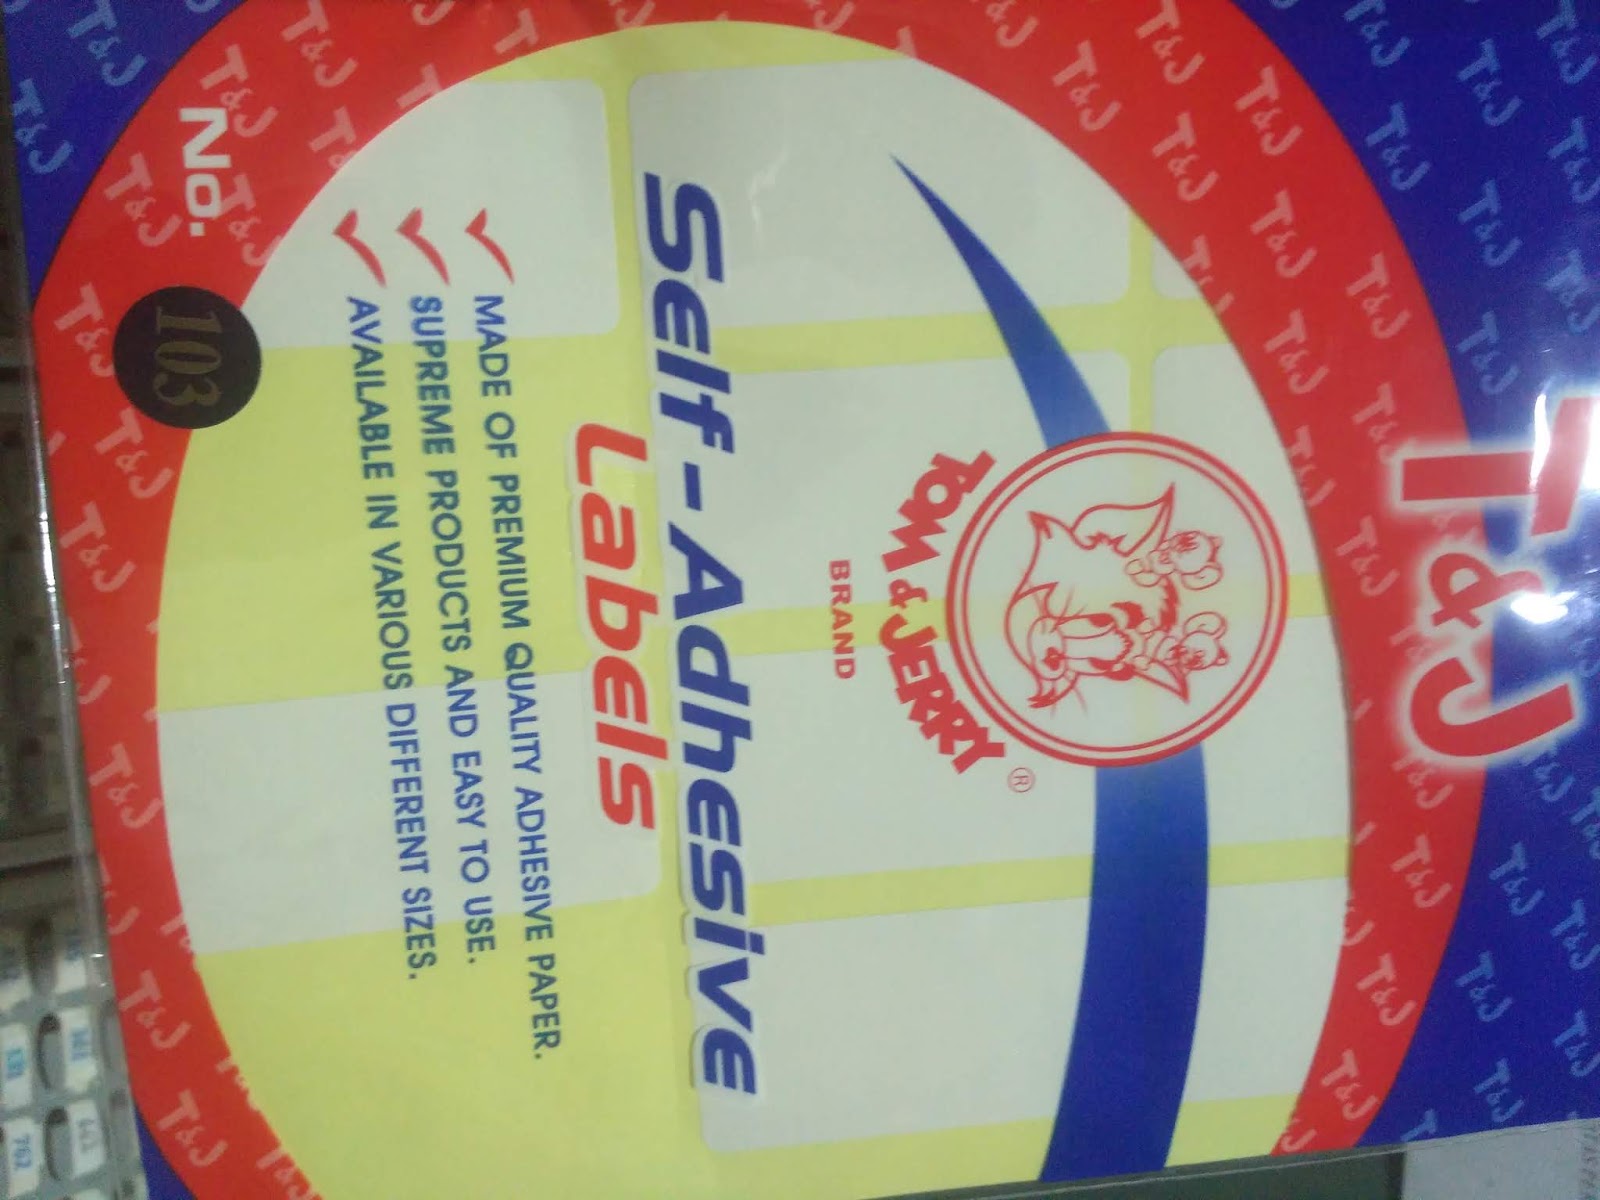 T&J
TOM & JERRY ®
BRAND
Self-Adhesive
Labels
✓ MADE OF PREMIUM QUALITY ADHESIVE PAPER.
✓ SUPREME PRODUCTS AND EASY TO USE.
✓ AVAILABLE IN VARIOUS DIFFERENT SIZES.
No. 103
762